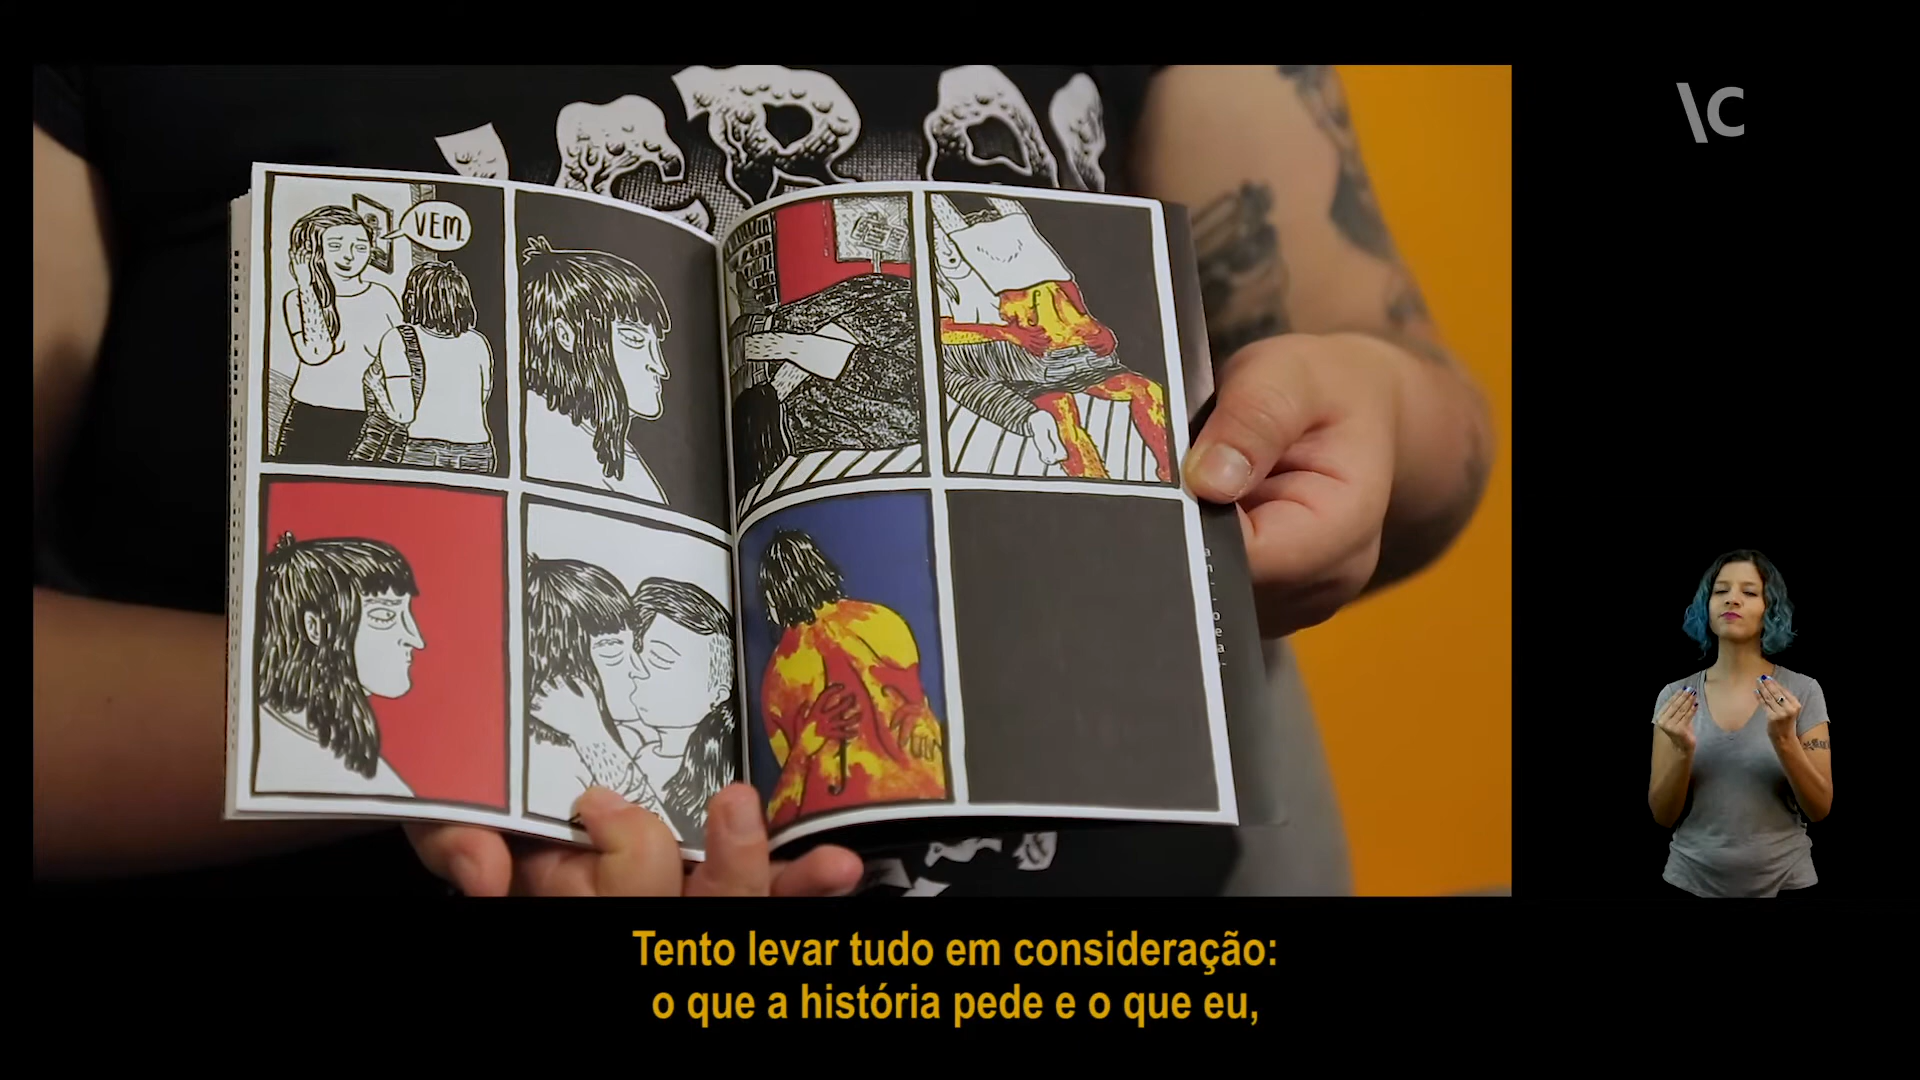 \C
VEM.
f
Tento levar tudo em consideração:
o que a história pede e o que eu,